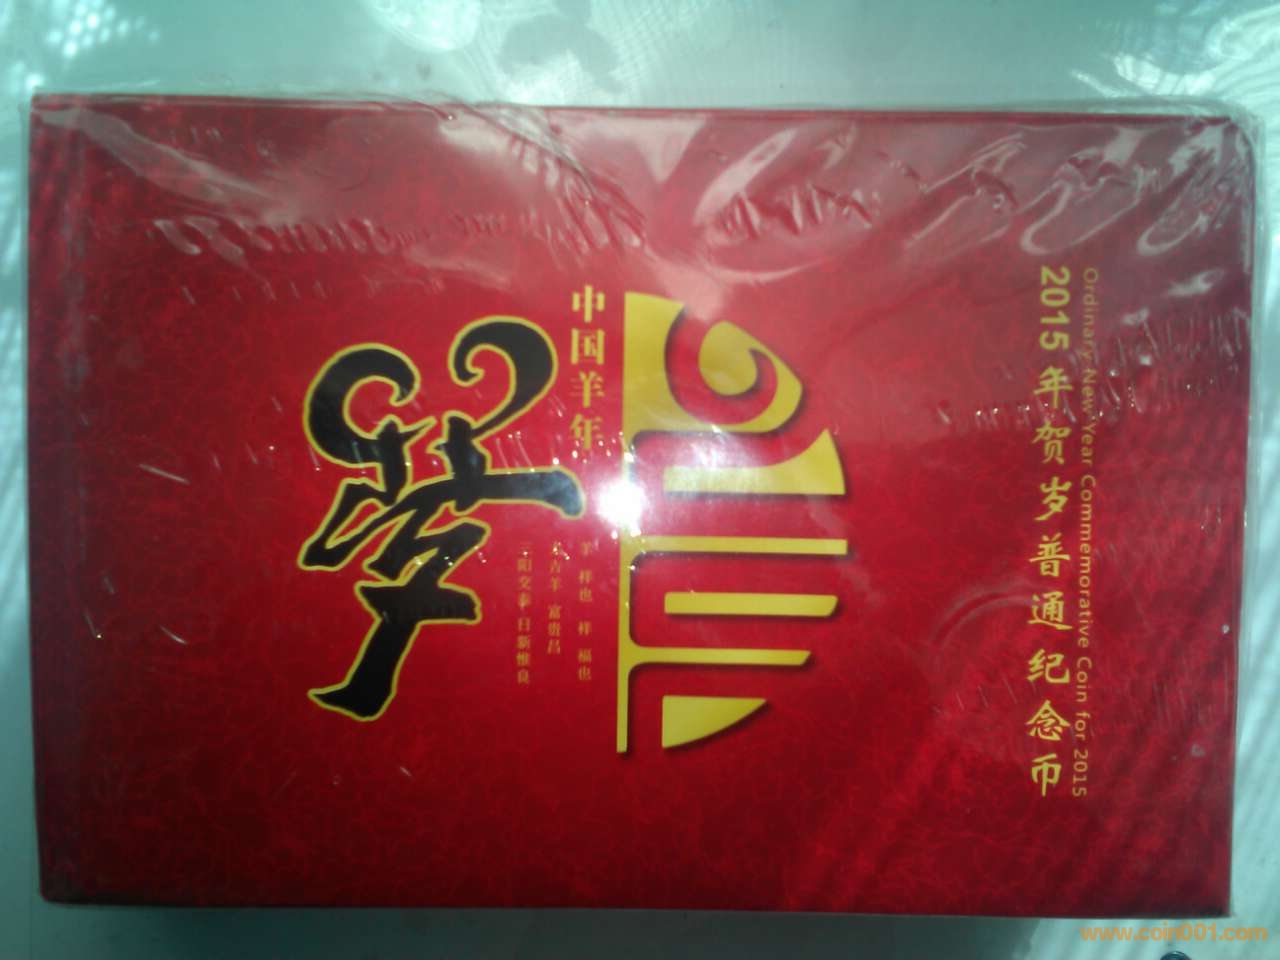 Ordinary New Year Commemorative Coin for 2015
2015年贺岁普通纪念币
中国羊年
羊 祥也 祥 福也
大吉羊 富贵昌
三阳交泰 日新惟良
羊
www.coin001.com